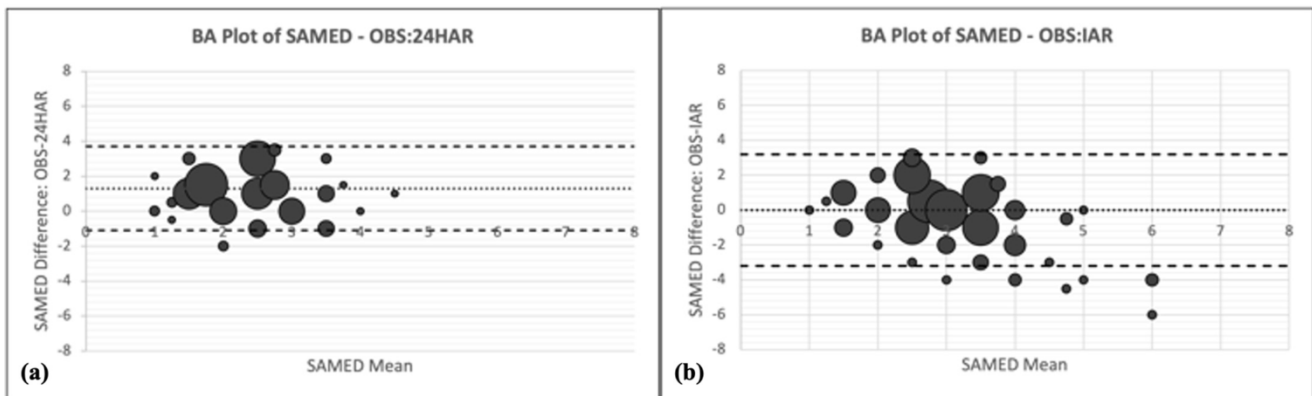 BA Plot of SAMED - OBS:24HAR
SAMED Difference: OBS-24HAR
8
6
4
2
0
-2
-4
-6
-8
0 1 2 3 4 5 6 7 8
SAMED Mean
(a)
BA Plot of SAMED - OBS:IAR
SAMED Difference: OBS-IAR
8
6
4
2
0
-2
-4
-6
-8
0 1 2 3 4 5 6 7 8
SAMED Mean
(b)